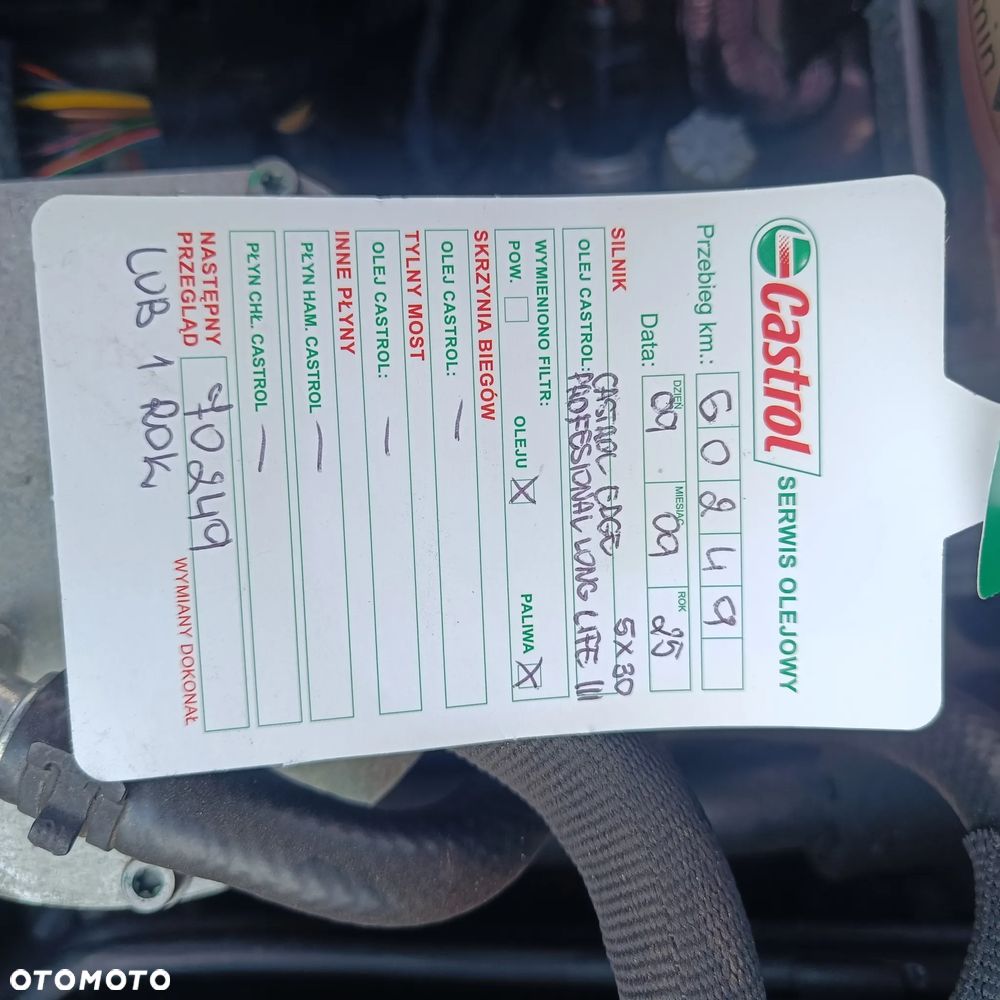 Castrol SERWIS OLEJOWY
Przebieg km.: 60249
DZIEŃ MIESIĄC ROK
Data: 09 09 25
SILNIK 5X30
CASTROL EDGE
OLEJ CASTROL: PROFESIONAL LONG LIFE III
WYMIENIONO FILTR:
POW. OLEJU X PALIWA X
SKRZYNIA BIEGÓW
OLEJ CASTROL: —
TYLNY MOST
OLEJ CASTROL: —
INNE PŁYNY
PŁYN HAM. CASTROL —
PŁYN CHŁ. CASTROL —
NASTĘPNY
PRZEGLĄD 70249
WYMIANY DOKONAŁ
LUB 1 ROK
min
OTOMOTO